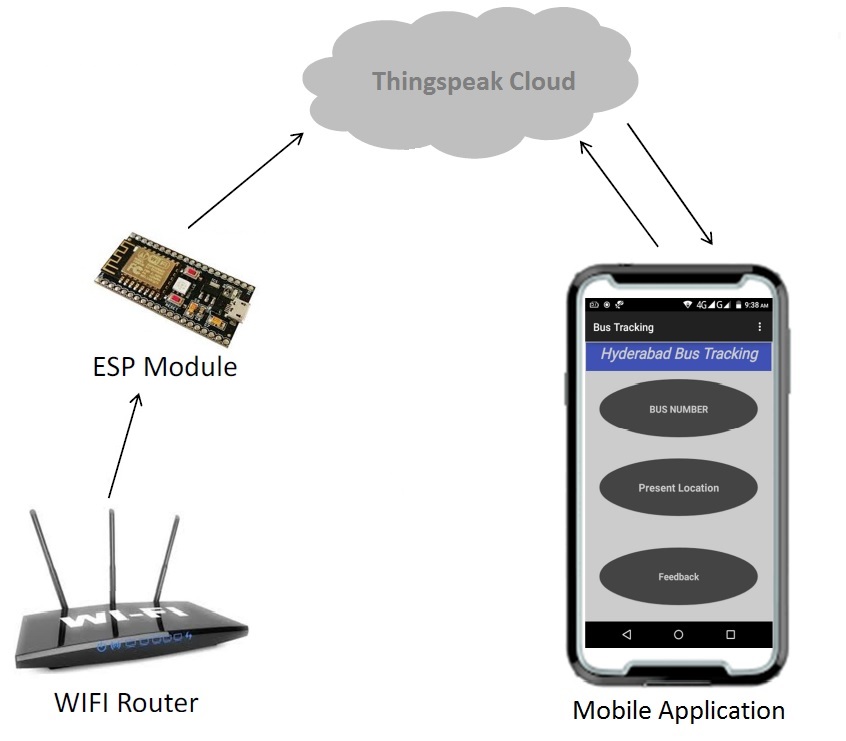 Thingspeak Cloud
ESP Module
WI-FI
WIFI Router
4G G 9:38 AM
Bus Tracking
Hyderabad Bus Tracking
BUS NUMBER
Present Location
Feedback
Mobile Application